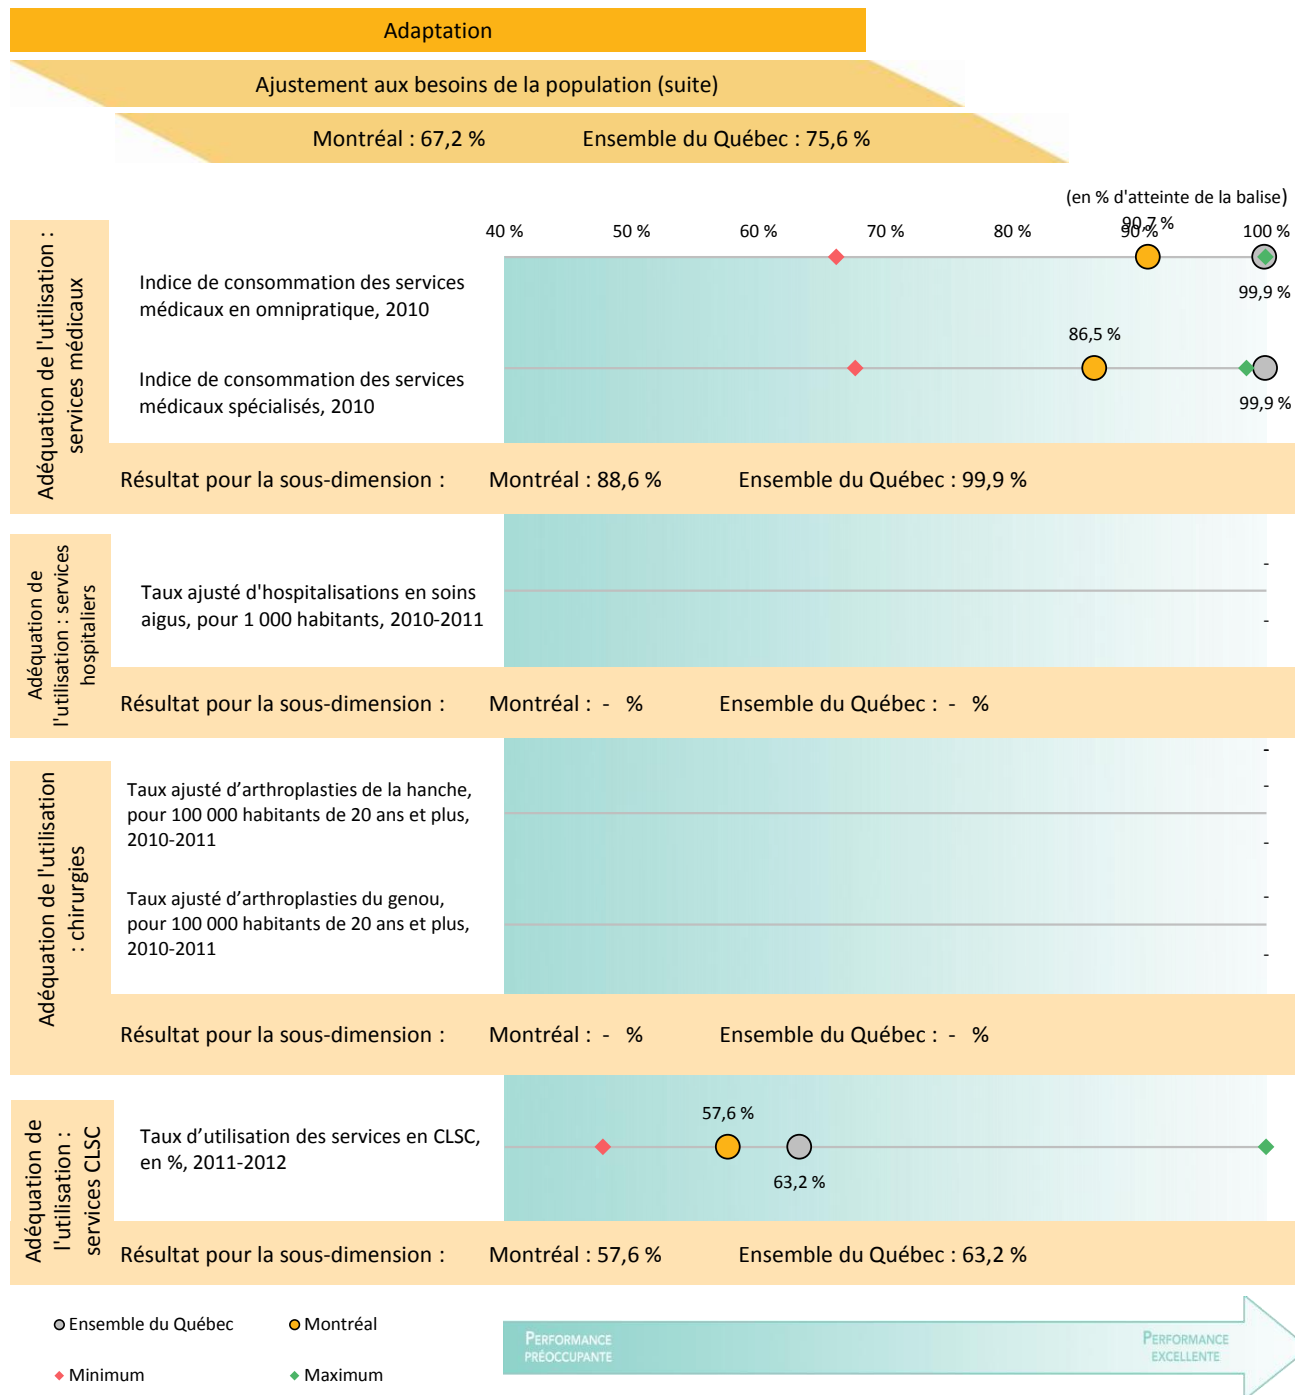 Adaptation
Ajustement aux besoins de la population (suite)
Montréal : 67,2 % Ensemble du Québec : 75,6 %
(en % d'atteinte de la balise)
40 % 50 % 60 % 70 % 80 % 90 % 100 %
90,7 %
Adéquation de l'utilisation :
services médicaux
Indice de consommation des services
médicaux en omnipratique, 2010
99,9 %
86,5 %
Indice de consommation des services
médicaux spécialisés, 2010
99,9 %
Résultat pour la sous-dimension : Montréal : 88,6 % Ensemble du Québec : 99,9 %
Adéquation de
l'utilisation : services
hospitaliers
-
Taux ajusté d'hospitalisations en soins
aigus, pour 1 000 habitants, 2010-2011
-
Résultat pour la sous-dimension : Montréal : - % Ensemble du Québec : - %
-
Adéquation de l'utilisation
: chirurgies
-
Taux ajusté d’arthroplasties de la hanche,
pour 100 000 habitants de 20 ans et plus,
2010-2011
-
-
Taux ajusté d’arthroplasties du genou,
pour 100 000 habitants de 20 ans et plus,
2010-2011
-
Résultat pour la sous-dimension : Montréal : - % Ensemble du Québec : - %
Adéquation de
l'utilisation :
services CLSC
57,6 %
Taux d’utilisation des services en CLSC,
en %, 2011-2012
63,2 %
Résultat pour la sous-dimension : Montréal : 57,6 % Ensemble du Québec : 63,2 %
Ensemble du Québec Montréal
Minimum Maximum
PERFORMANCE
PRÉOCCUPANTE
PERFORMANCE
EXCELLENTE